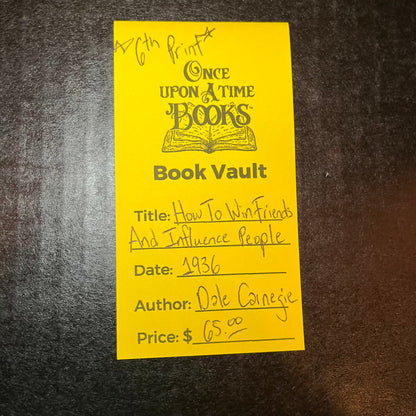 ☆6th Print☆
ONCE
UPON A TIME
BOOKS™
Book Vault
Title: How To Win Friends
And Influence People
Date: 1936
Author: Dale Carnegie
Price: $ 65.00